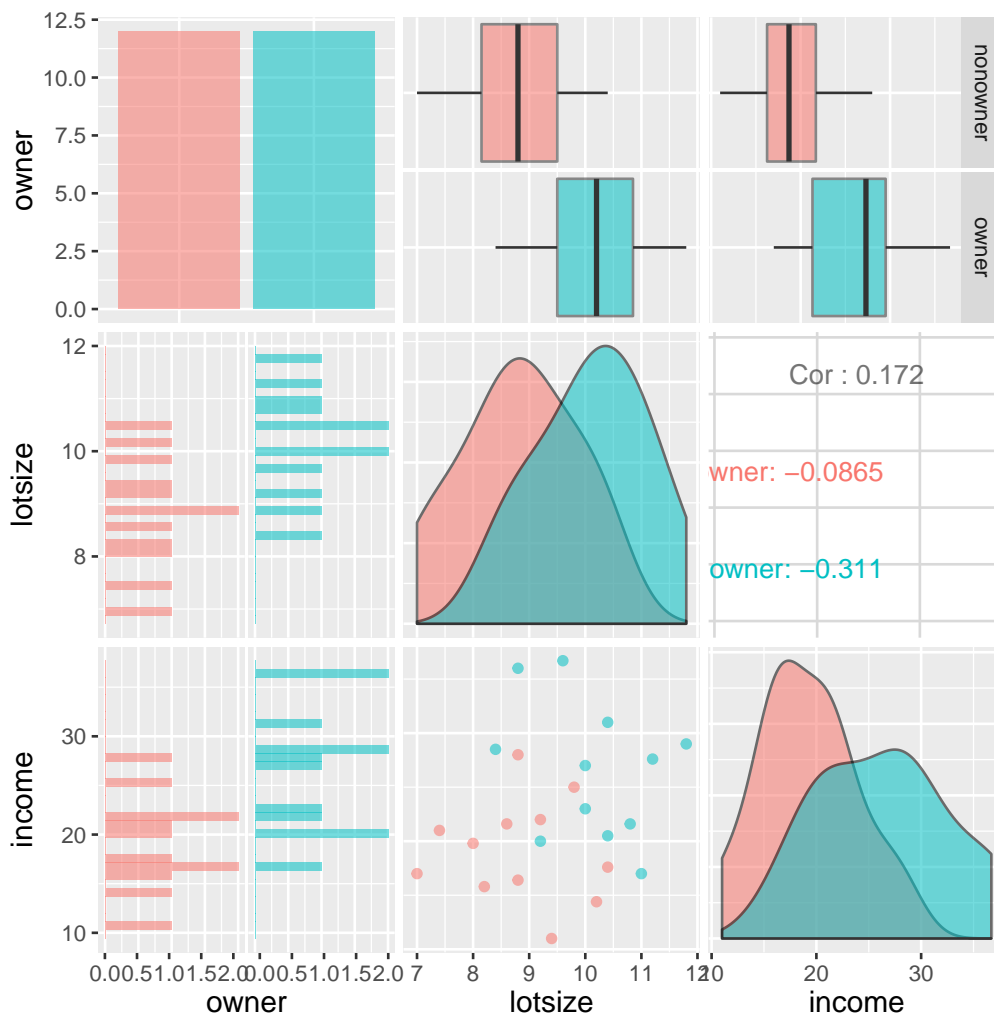 12.5
10.0
7.5
5.0
2.5
0.0
owner
nonowner
owner
12
10
8
lotsize
Cor : 0.172
wner: −0.0865
owner: −0.311
30
20
10
income
0.00.51.01.52.0
0.00.51.01.52.0
owner
7 8 9 10 11 12
lotsize
10 20 30
income